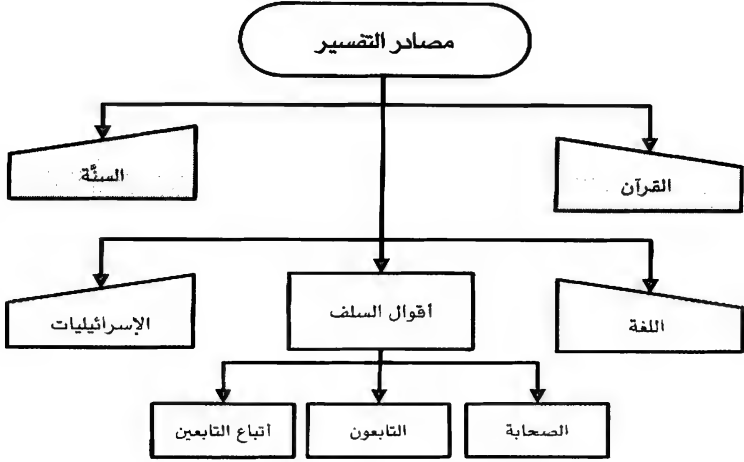 مصادر التفسير
القرآن
السنَّة
اللغة
أقوال السلف
الإسرائيليات
الصحابة
التابعون
أتباع التابعين